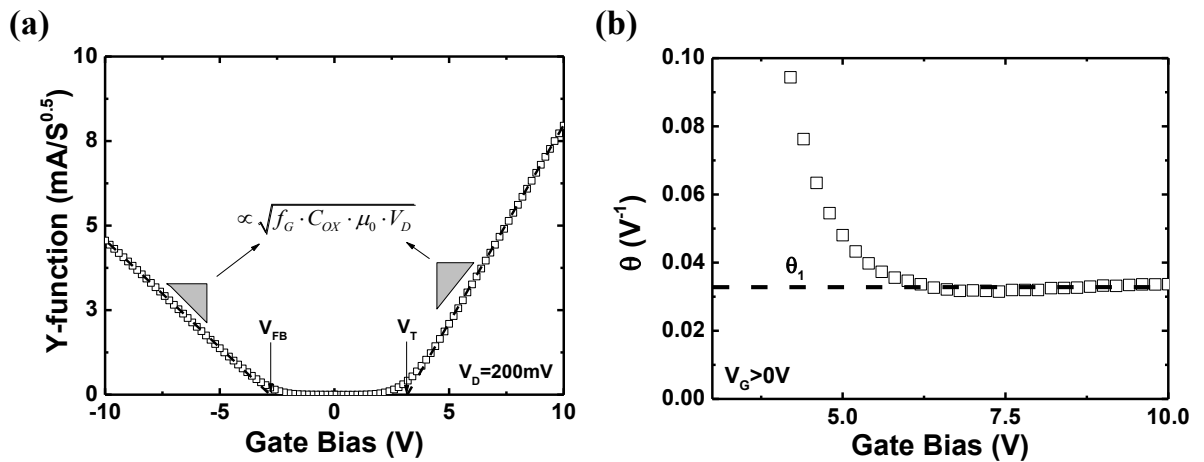 (a)
10
8
5
3
0
Y-function (mA/S^0.5)
∝ √(f_G · C_OX · μ_0 · V_D)
V_FB
V_T
V_D=200mV
-10 -5 0 5 10
Gate Bias (V)
(b)
0.10
0.08
0.06
0.04
0.02
0.00
θ (V^-1)
θ_1
V_G>0V
5.0 7.5 10.0
Gate Bias (V)